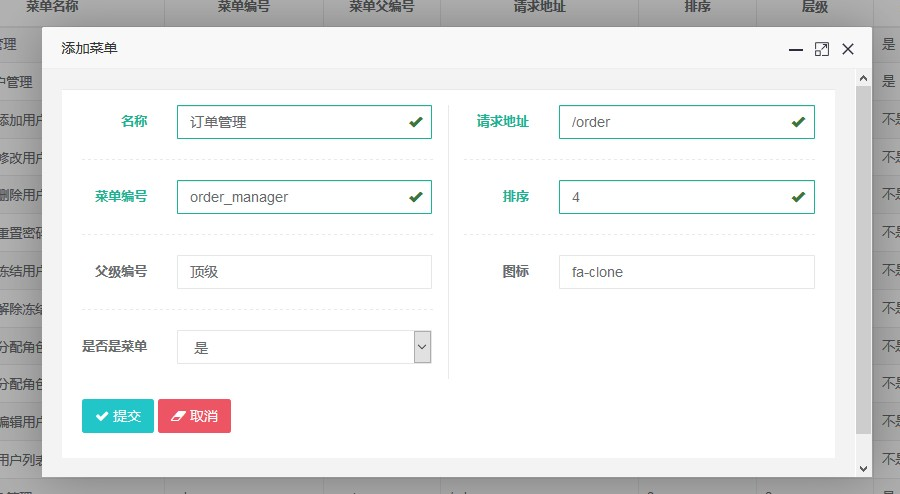 菜单名称 菜单编号 菜单父编号 请求地址 排序 层级
管理 是
户管理 是
添加用户 不是
修改用户 不是
删除用户 不是
重置密码 不是
冻结用户 不是
解除冻结 不是
分配角色 不是
分配角色 不是
编辑用户 不是
用户列表 不是
添加菜单
名称 订单管理 请求地址 /order
菜单编号 order_manager 排序 4
父级编号 顶级 图标 fa-clone
是否是菜单 是
提交 取消